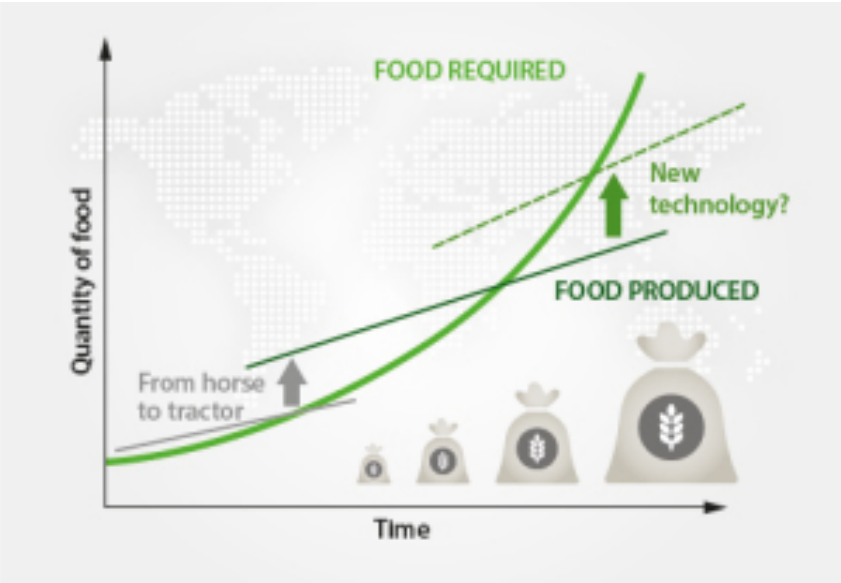 FOOD REQUIRED
New
technology?
FOOD PRODUCED
From horse
to tractor
Quantity of food
Time